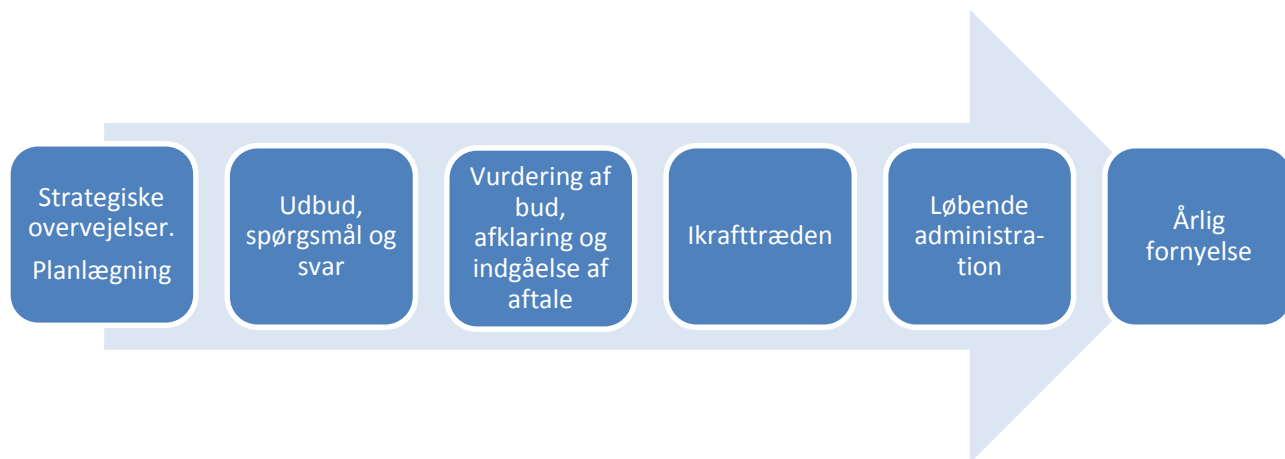 Strategiske
overvejelser.
Planlægning
Udbud,
spørgsmål og
svar
Vurdering af
bud,
afklaring og
indgåelse af
aftale
Ikrafttræden
Løbende
administra-
tion
Årlig
fornyelse